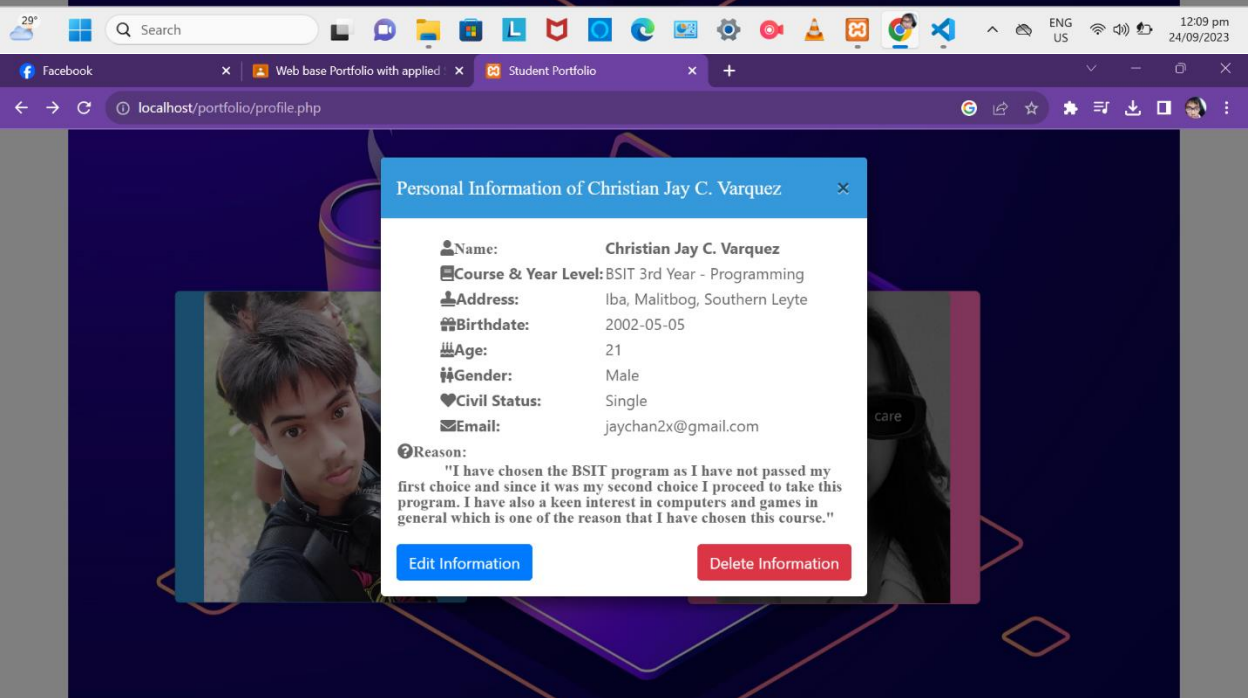 29°
Search
ENG
US
12:09 pm
24/09/2023
Facebook
Web base Portfolio with applied
Student Portfolio
localhost/portfolio/profile.php
Personal Information of Christian Jay C. Varquez
Name: Christian Jay C. Varquez
Course & Year Level: BSIT 3rd Year - Programming
Address: Iba, Malitbog, Southern Leyte
Birthdate: 2002-05-05
Age: 21
Gender: Male
Civil Status: Single
Email: jaychan2x@gmail.com
Reason:
"I have chosen the BSIT program as I have not passed my
first choice and since it was my second choice I proceed to take this
program. I have also a keen interest in computers and games in
general which is one of the reason that I have chosen this course."
Edit Information
Delete Information
care